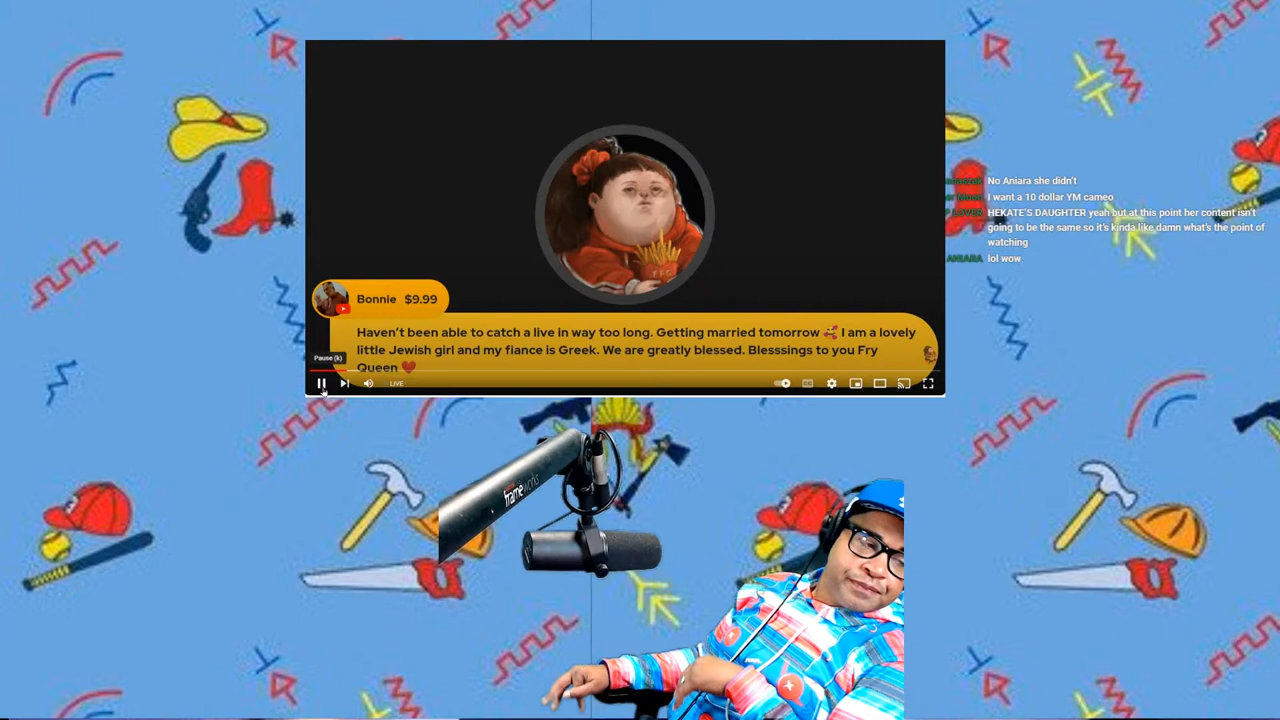 No Aniara she didn't
I want a 10 dollar YM cameo
LOVER HEKATE'S DAUGHTER yeah but at this point her content isn't
going to be the same so it's kinda like damn what's the point of
watching
ANIARA lol wow
FFC
Bonnie $9.99
Haven't been able to catch a live in way too long. Getting married tomorrow 💒 I am a lovely
little Jewish girl and my fiance is Greek. We are greatly blessed. Blesssings to you Fry
Queen ❤️
Pause (k)
LIVE
frameworks